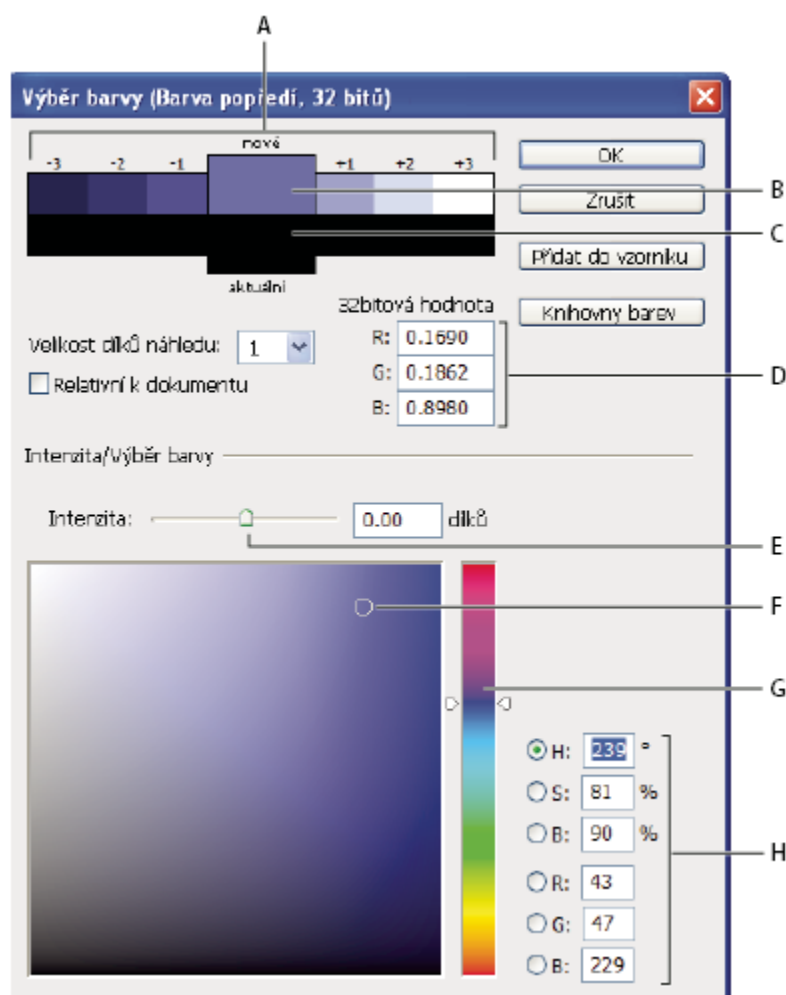 A
Výběr barvy (Barva popředí, 32 bitů)
nové
-3 -2 -1 +1 +2 +3
OK
B
Zrušit
C
Přidat do vzorníku
aktuální
32bitová hodnota
Knihovny barev
Velikost dílků náhledu: 1
R: 0.1690
Relativní k dokumentu
G: 0.1862
D
B: 0.8980
Intenzita/Výběr barvy
Intenzita: 0.00 dílků
E
F
G
H: 239 °
S: 81 %
B: 90 %
H
R: 43
G: 47
B: 229